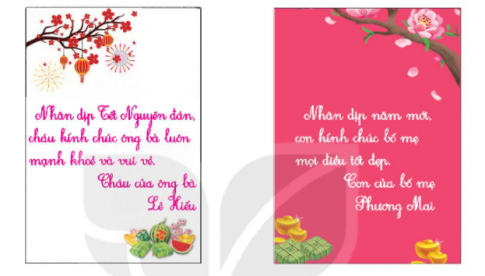 Nhân dịp Tết Nguyên đán,
cháu kính chúc ông bà luôn
mạnh khoẻ và vui vẻ.
Cháu của ông bà
Lê Hiếu
Nhân dịp năm mới,
con kính chúc bố mẹ
mọi điều tốt đẹp.
Con của bố mẹ
Phương Mai